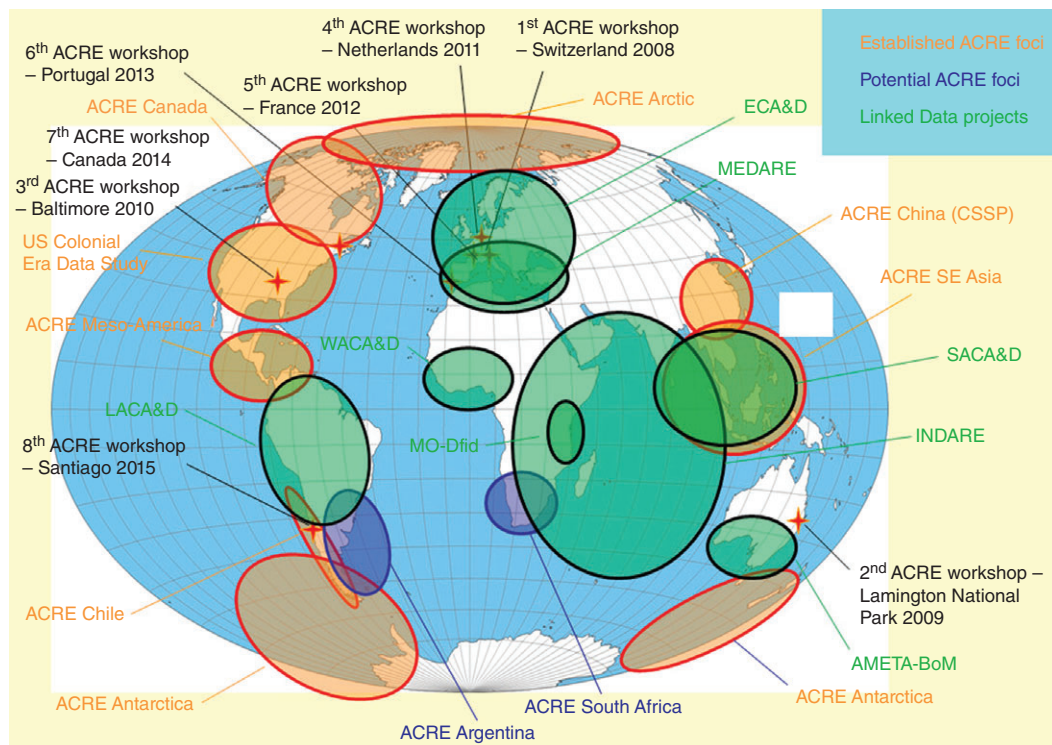 4th ACRE workshop
– Netherlands 2011
1st ACRE workshop
– Switzerland 2008
6th ACRE workshop
– Portugal 2013
5th ACRE workshop
– France 2012
Established ACRE foci
Potential ACRE foci
Linked Data projects
ACRE Canada
ACRE Arctic
ECA&D
7th ACRE workshop
– Canada 2014
MEDARE
3rd ACRE workshop
– Baltimore 2010
ACRE China (CSSP)
US Colonial
Era Data Study
ACRE SE Asia
ACRE Meso-America
WACA&D
SACA&D
LACA&D
MO-Dfid
INDARE
8th ACRE workshop
– Santiago 2015
2nd ACRE workshop –
Lamington National
Park 2009
ACRE Chile
AMETA-BoM
ACRE Antarctica
ACRE Antarctica
ACRE South Africa
ACRE Argentina